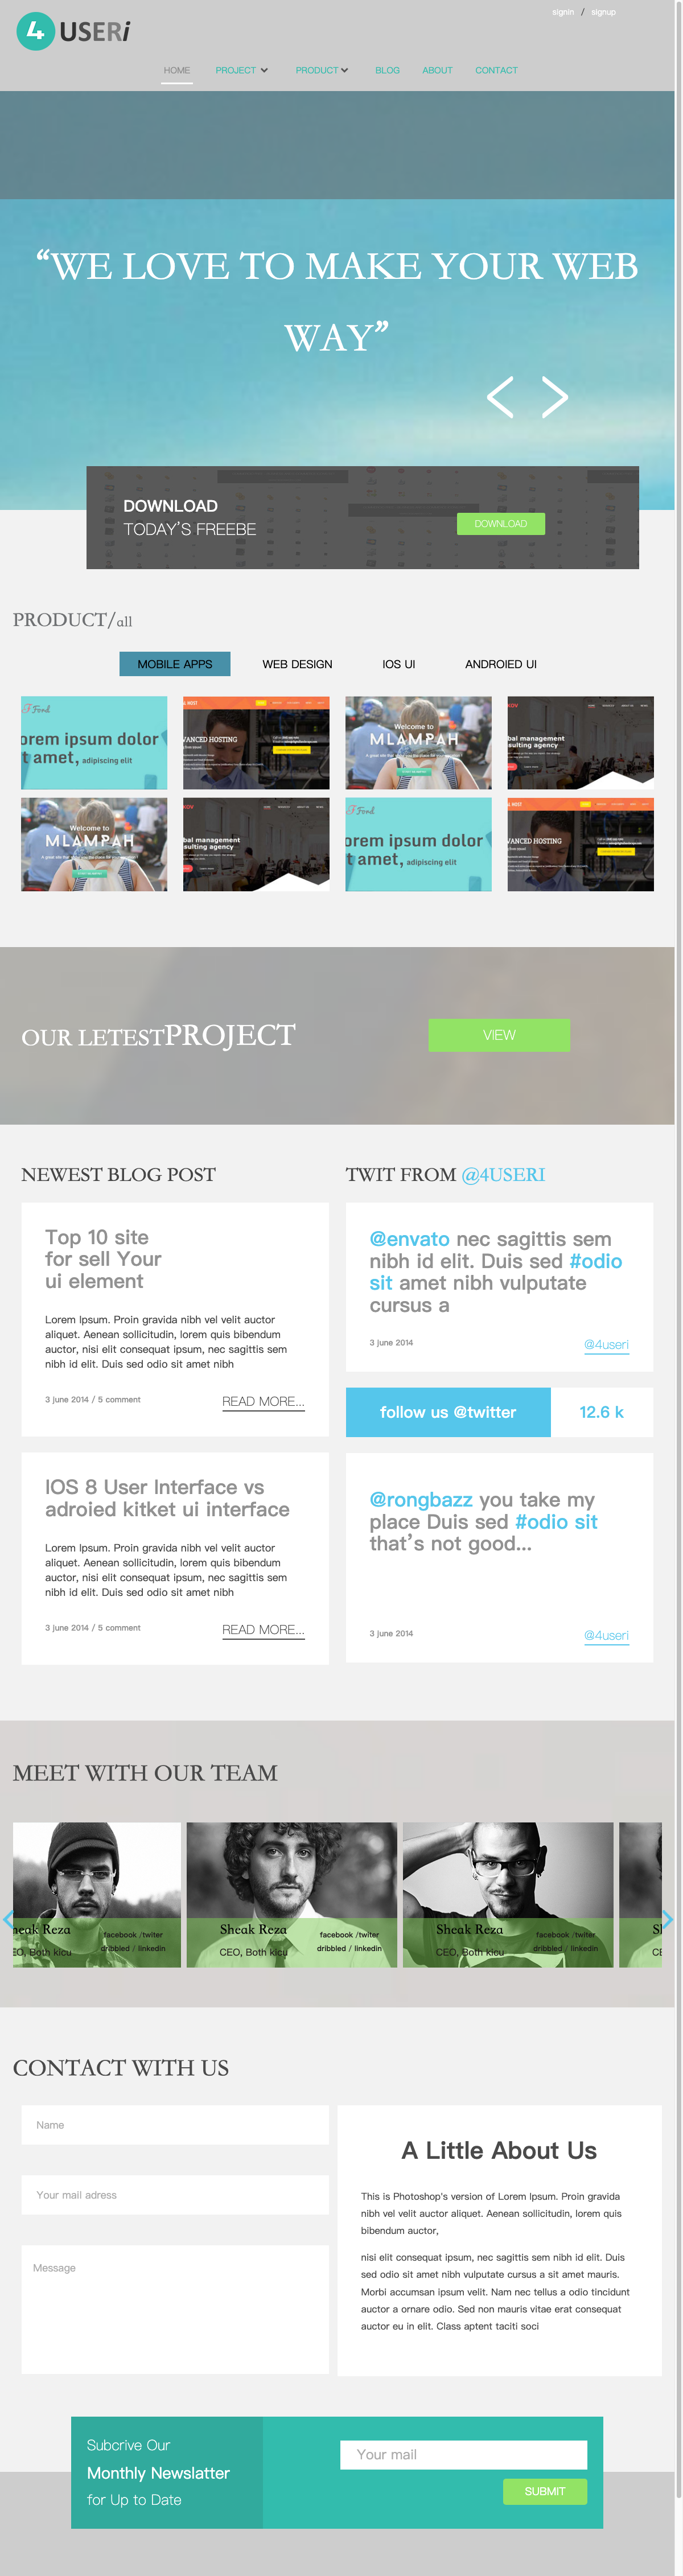 signin / signup
4 USERi
HOME PROJECT PRODUCT BLOG ABOUT CONTACT
“WE LOVE TO MAKE YOUR WEB
WAY”
DOWNLOAD
TODAY'S FREEBE
DOWNLOAD
PRODUCT/all
MOBILE APPS WEB DESIGN IOS UI ANDROIED UI
Fond
orem ipsum dolor
t amet, adipscing elit
VANCED HOSTING
Welcome to
MLAMPAH
bal management
sulting agency
Welcome to
MLAMPAH
bal management
sulting agency
Fond
orem ipsum dolor
t amet, adipscing elit
VANCED HOSTING
OUR LETESTPROJECT
VIEW
NEWEST BLOG POST
Top 10 site
for sell Your
ui element
Lorem Ipsum. Proin gravida nibh vel velit auctor
aliquet. Aenean sollicitudin, lorem quis bibendum
auctor, nisi elit consequat ipsum, nec sagittis sem
nibh id elit. Duis sed odio sit amet nibh
3 june 2014 / 5 comment
READ MORE...
IOS 8 User Interface vs
adroied kitket ui interface
Lorem Ipsum. Proin gravida nibh vel velit auctor
aliquet. Aenean sollicitudin, lorem quis bibendum
auctor, nisi elit consequat ipsum, nec sagittis sem
nibh id elit. Duis sed odio sit amet nibh
3 june 2014 / 5 comment
READ MORE...
TWIT FROM @4USERI
@envato nec sagittis sem
nibh id elit. Duis sed #odio
sit amet nibh vulputate
cursus a
3 june 2014
@4useri
follow us @twitter
12.6 k
@rongbazz you take my
place Duis sed #odio sit
that's not good...
3 june 2014
@4useri
MEET WITH OUR TEAM
heak Reza
EO, Both kicu
facebook /twiter
dribbled / linkedin
Sheak Reza
CEO, Both kicu
facebook /twiter
dribbled / linkedin
Sheak Reza
CEO, Both kicu
facebook /twiter
dribbled / linkedin
CONTACT WITH US
Name
Your mail adress
Message
A Little About Us
This is Photoshop's version of Lorem Ipsum. Proin gravida
nibh vel velit auctor aliquet. Aenean sollicitudin, lorem quis
bibendum auctor,
nisi elit consequat ipsum, nec sagittis sem nibh id elit. Duis
sed odio sit amet nibh vulputate cursus a sit amet mauris.
Morbi accumsan ipsum velit. Nam nec tellus a odio tincidunt
auctor a ornare odio. Sed non mauris vitae erat consequat
auctor eu in elit. Class aptent taciti soci
Subcrive Our
Monthly Newslatter
for Up to Date
Your mail
SUBMIT